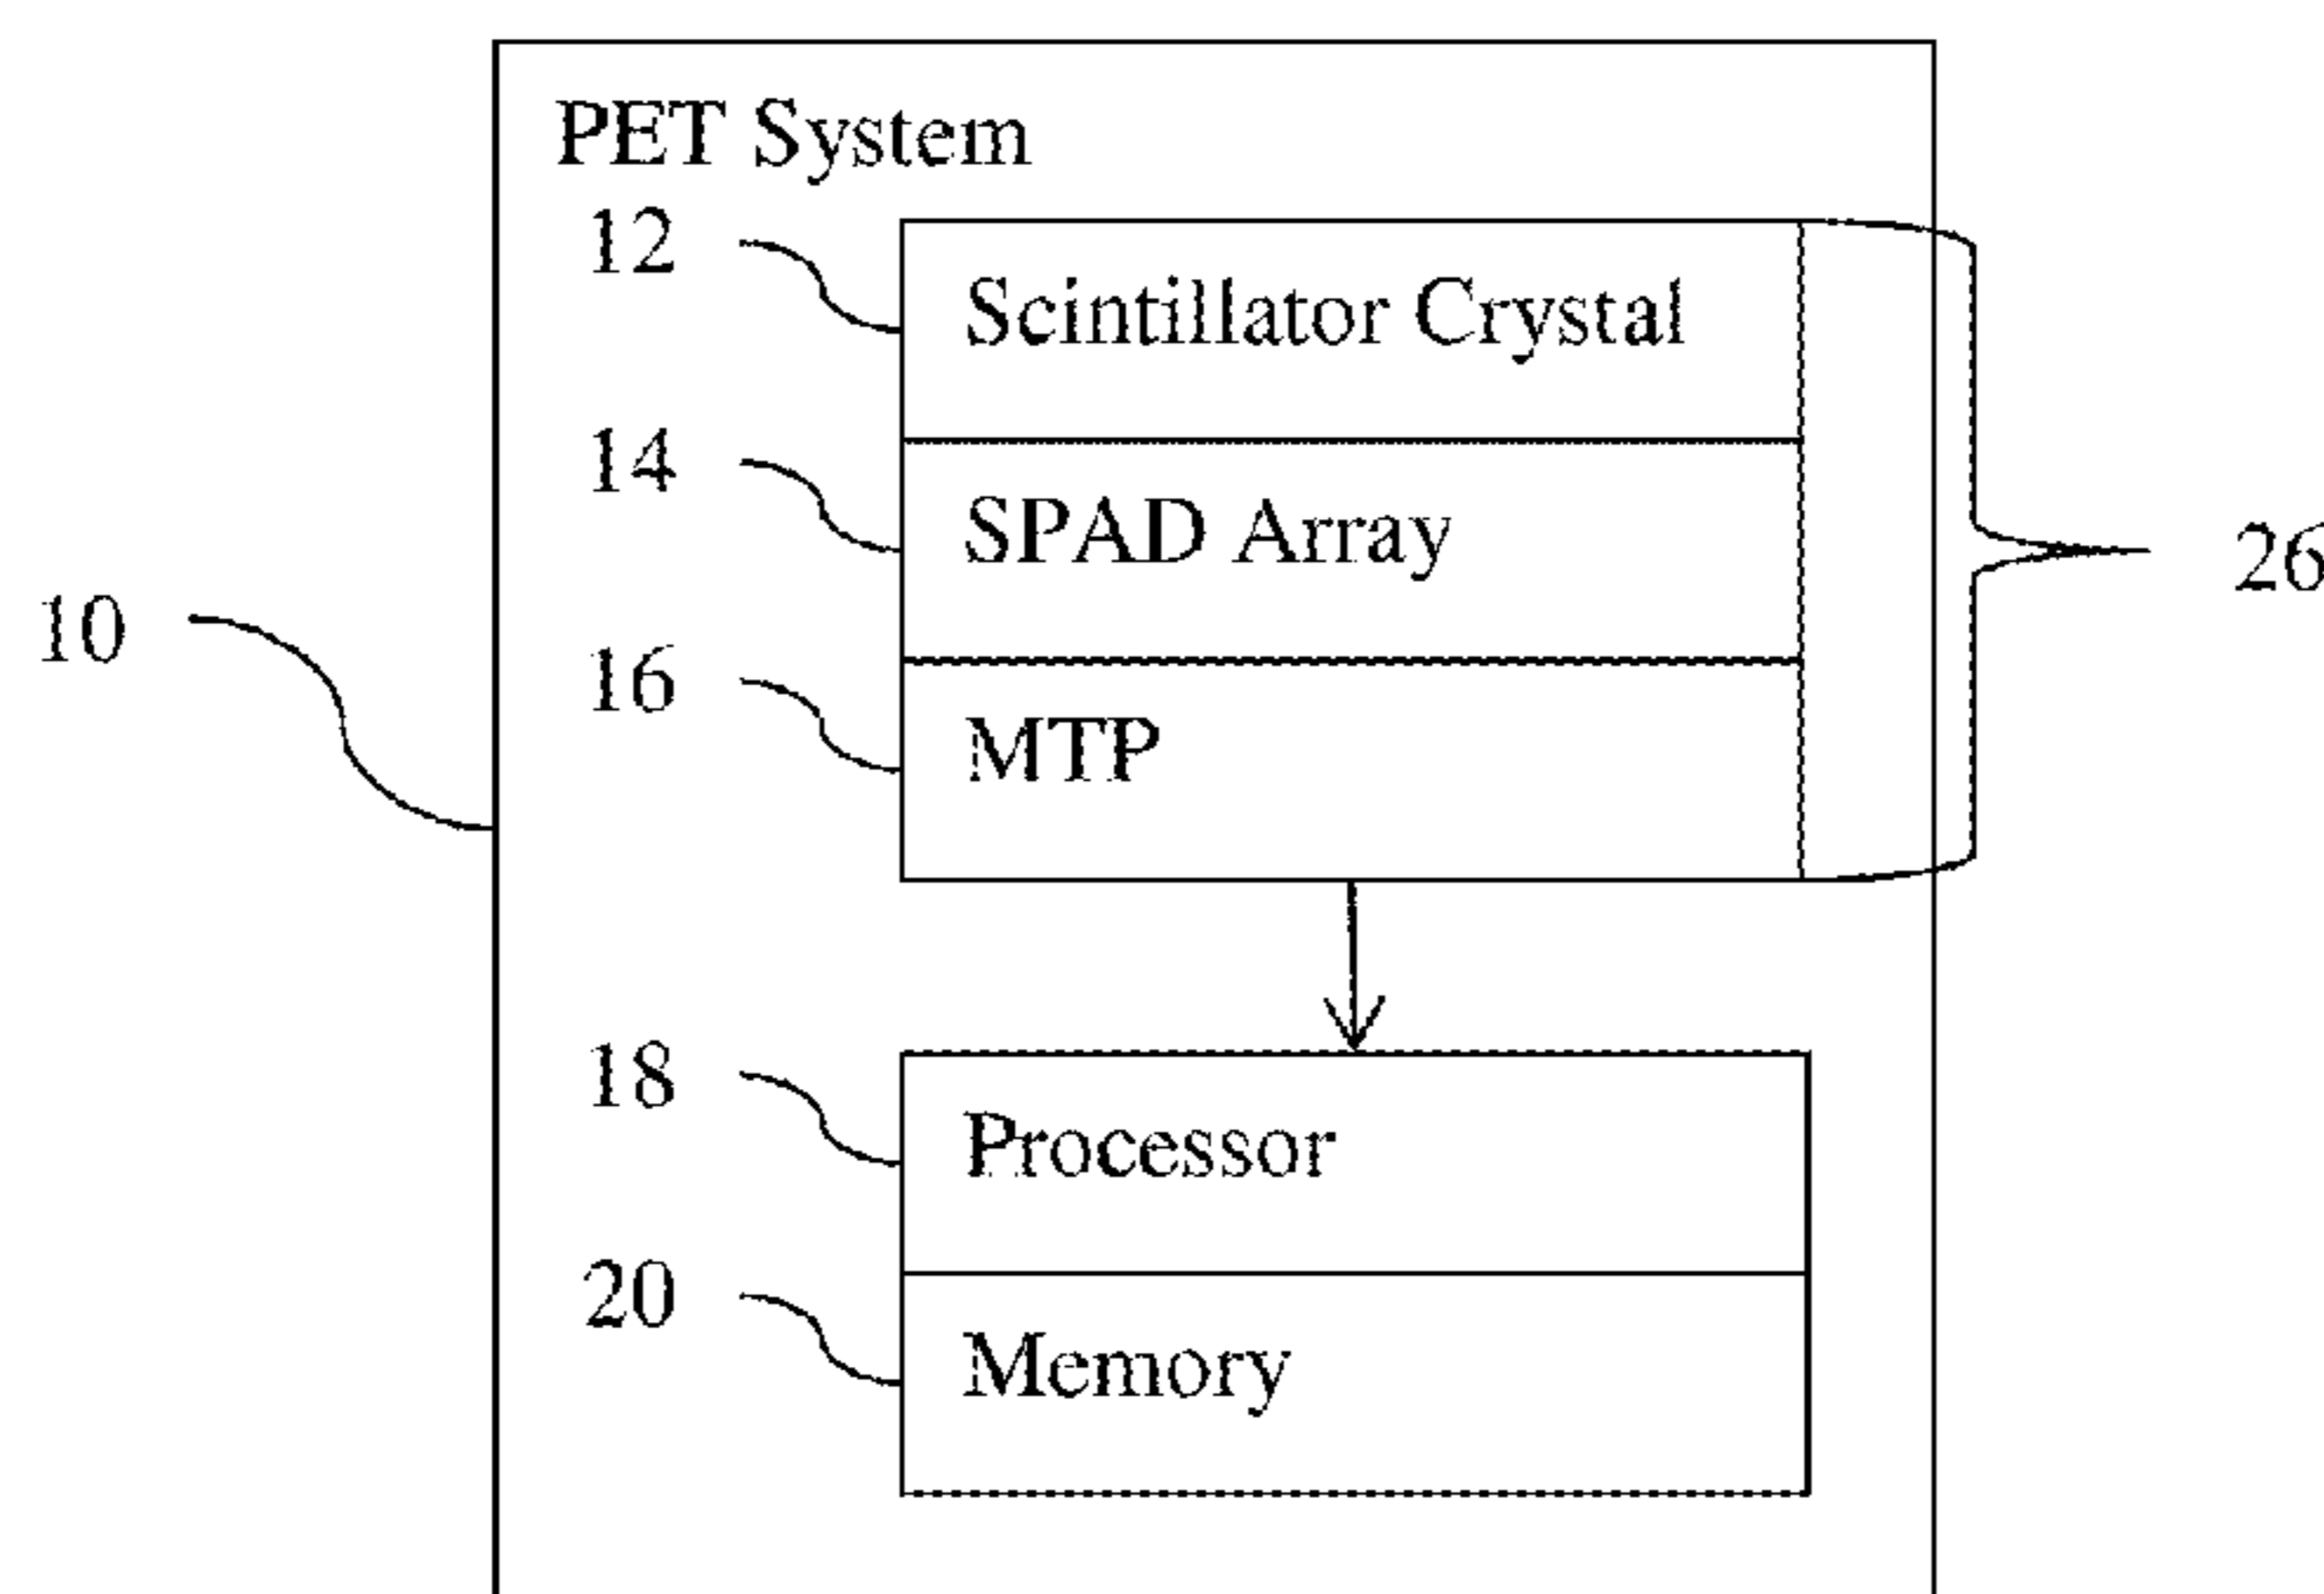 PET System
12
Scintillator Crystal
14
SPAD Array
26
10
16
MTP
18
Processor
20
Memory